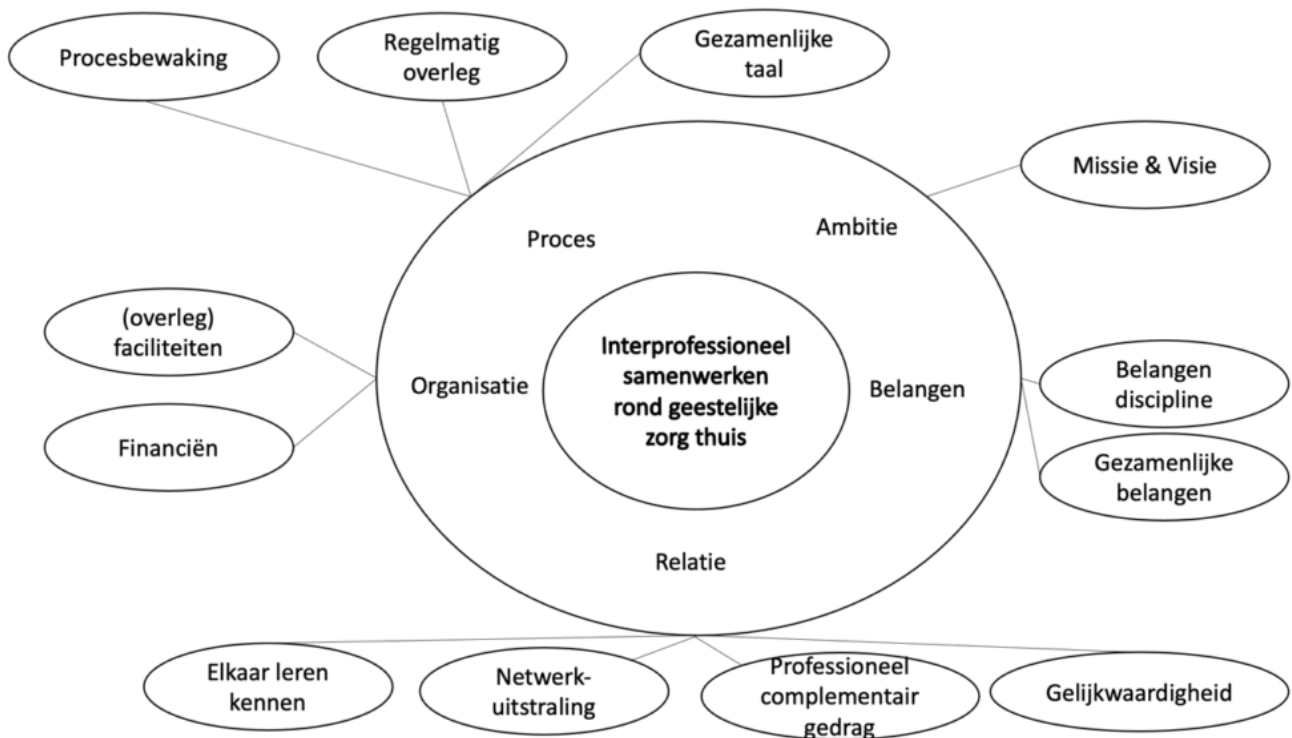 Procesbewaking
Regelmatig
overleg
Gezamenlijke
taal
Missie & Visie
Proces
Ambitie
(overleg)
faciliteiten
Financiën
Organisatie
Interprofessioneel
samenwerken
rond geestelijke
zorg thuis
Belangen
Belangen
discipline
Gezamenlijke
belangen
Relatie
Elkaar leren
kennen
Netwerk-
uitstraling
Professioneel
complementair
gedrag
Gelijkwaardigheid